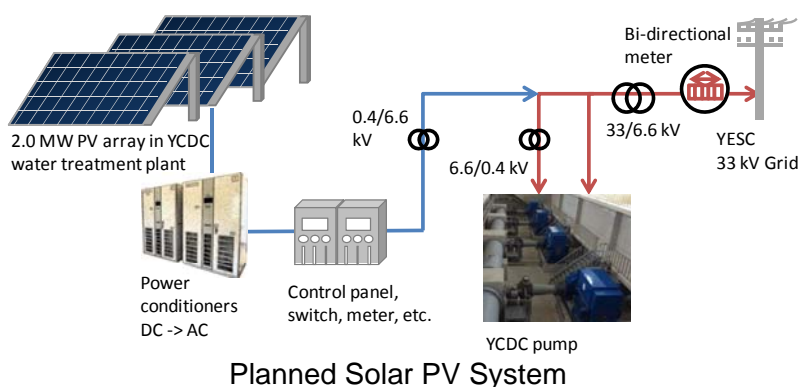 Bi-directional
meter
2.0 MW PV array in YCDC
water treatment plant
0.4/6.6
kV
6.6/0.4 kV
33/6.6 kV
YESC
33 kV Grid
Power
conditioners
DC -> AC
Control panel,
switch, meter, etc.
YCDC pump
Planned Solar PV System